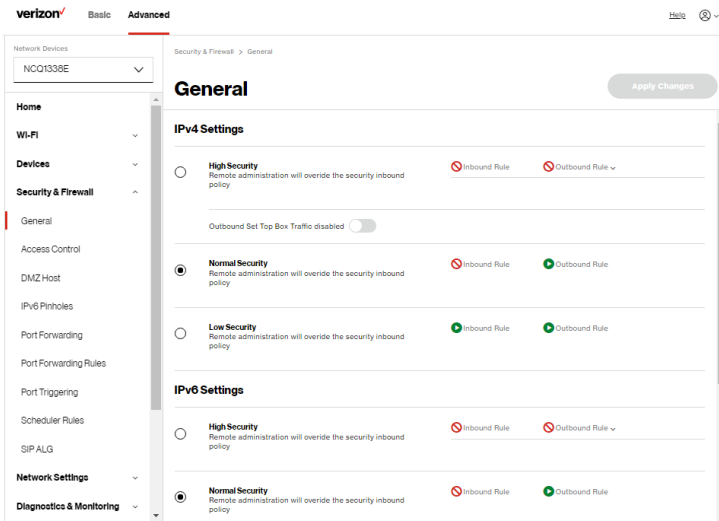 verizon✓ Basic Advanced Help
Network Devices
NCQ1338E
Home
Wi-Fi
Devices
Security & Firewall
General
Access Control
DMZ Host
IPv6 Pinholes
Port Forwarding
Port Forwarding Rules
Port Triggering
Scheduler Rules
SIP ALG
Network Settings
Diagnostics & Monitoring
Security & Firewall > General
General
Apply Changes
IPv4 Settings
High Security
Remote administration will overide the security inbound
policy
Inbound Rule Outbound Rule
Outbound Set Top Box Traffic disabled
Normal Security
Remote administration will overide the security inbound
policy
Inbound Rule Outbound Rule
Low Security
Remote administration will overide the security inbound
policy
Inbound Rule Outbound Rule
IPv6 Settings
High Security
Remote administration will overide the security inbound
policy
Inbound Rule Outbound Rule
Normal Security
Remote administration will overide the security inbound
policy
Inbound Rule Outbound Rule